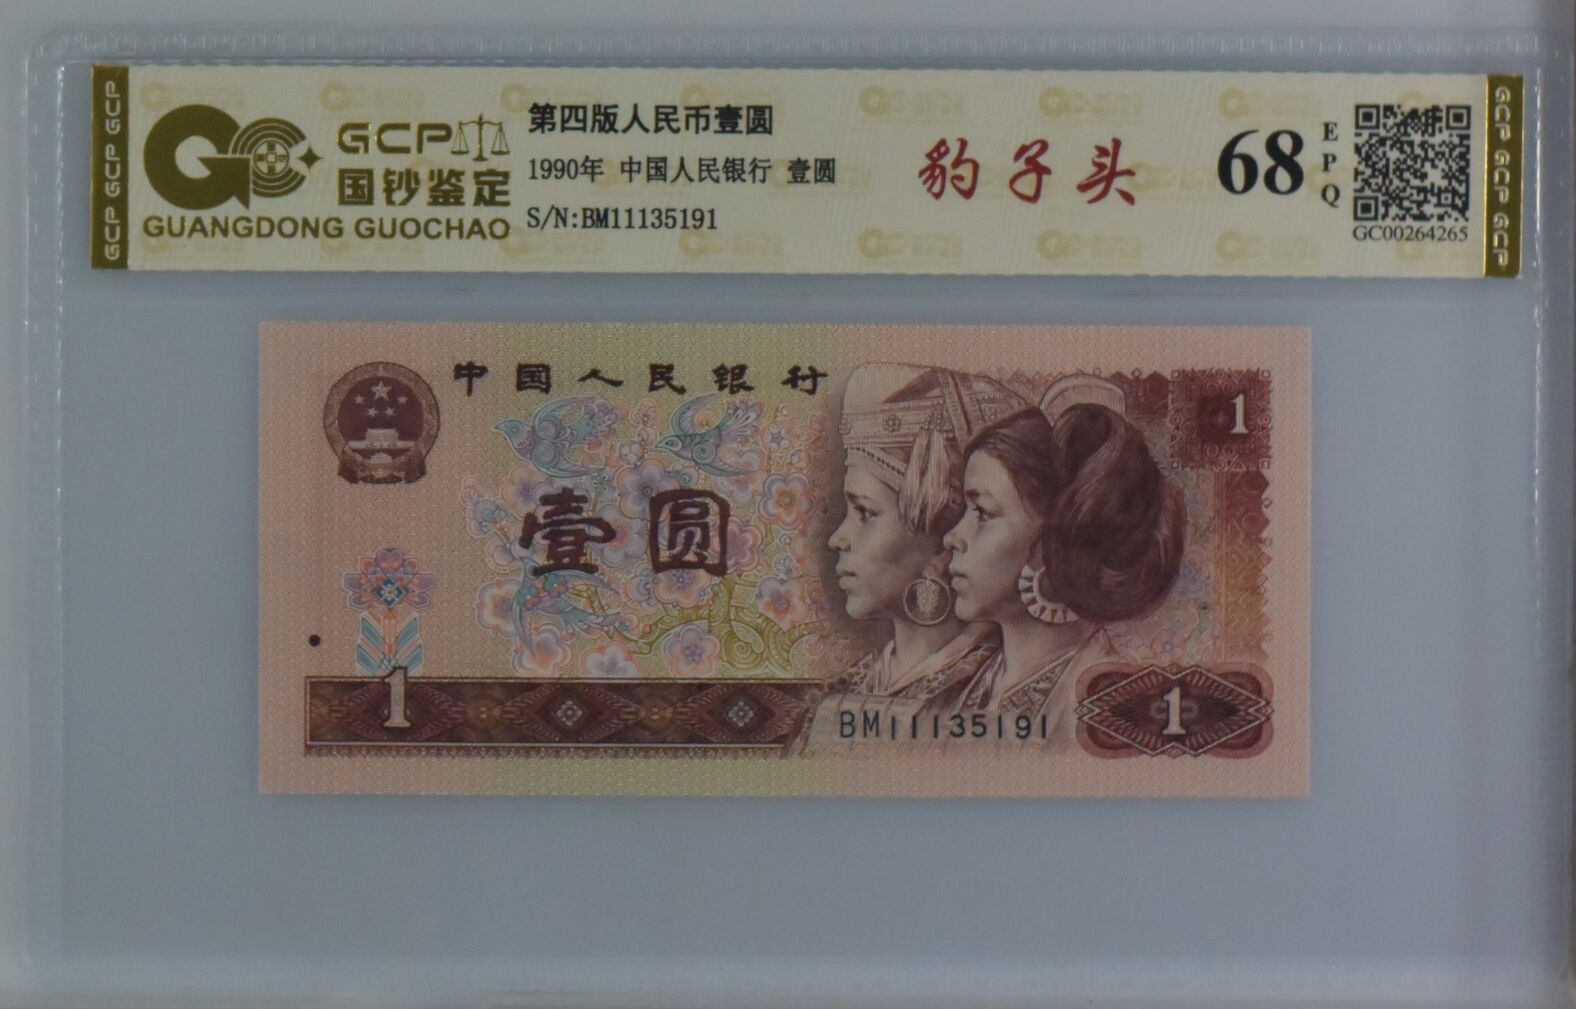 GCP GCP GCP
GCP
国钞鉴定
GUANGDONG GUOCHAO
第四版人民币壹圆
1990年 中国人民银行 壹圆
S/N:BM11135191
豹子头
68
EPQ
GC00264265
GCP GCP GCP
中国人民银行
1
壹圆
1
BM11135191
1